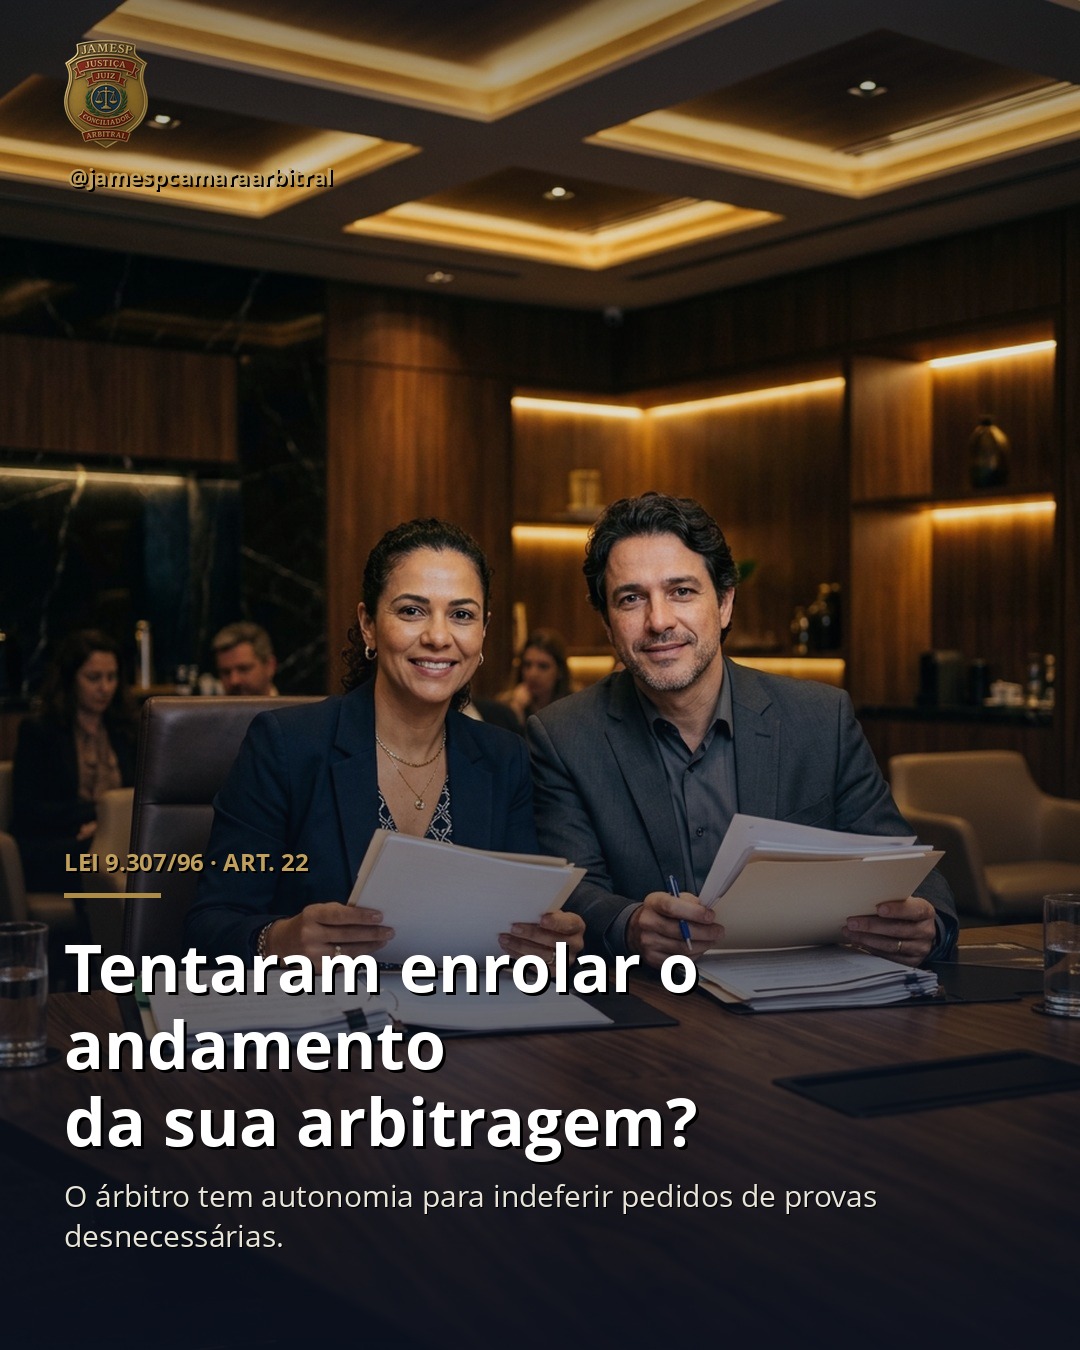 JAMESP
JUSTIÇA
JUIZ
CONCILIADOR
ARBITRAL
@jamespcamaraarbitral
LEI 9.307/96 · ART. 22
Tentaram enrolar o
andamento
da sua arbitragem?
O árbitro tem autonomia para indeferir pedidos de provas
desnecessárias.